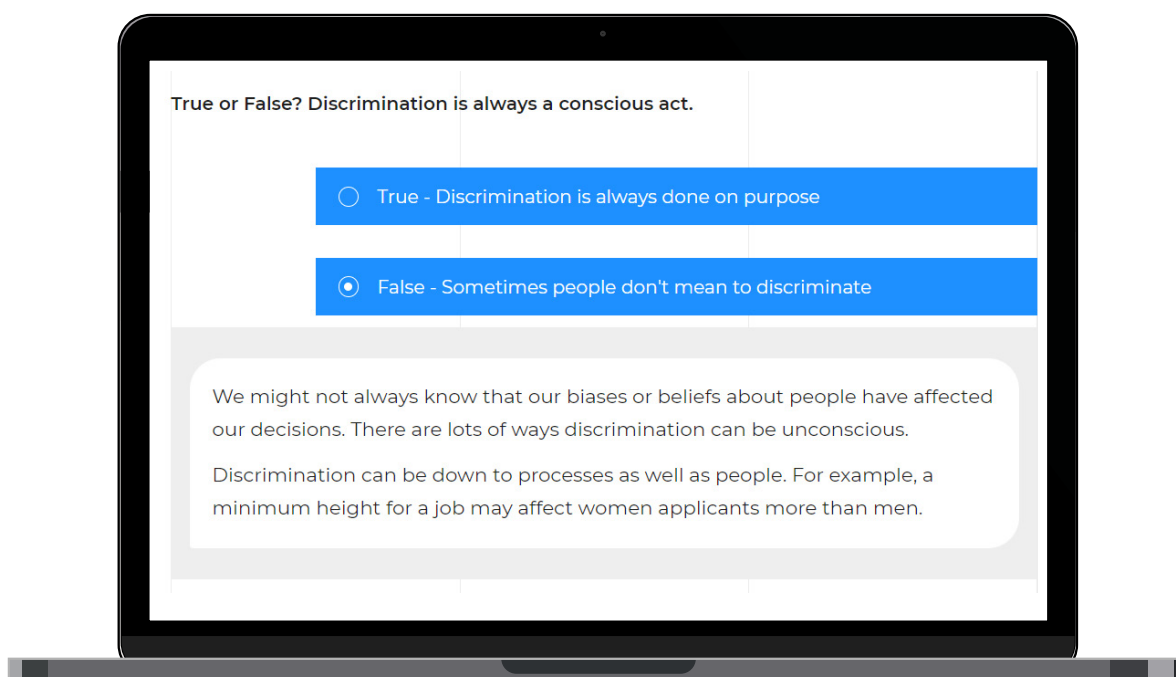 True or False? Discrimination is always a conscious act.
True - Discrimination is always done on purpose
False - Sometimes people don't mean to discriminate
We might not always know that our biases or beliefs about people have affected
our decisions. There are lots of ways discrimination can be unconscious.
Discrimination can be down to processes as well as people. For example, a
minimum height for a job may affect women applicants more than men.